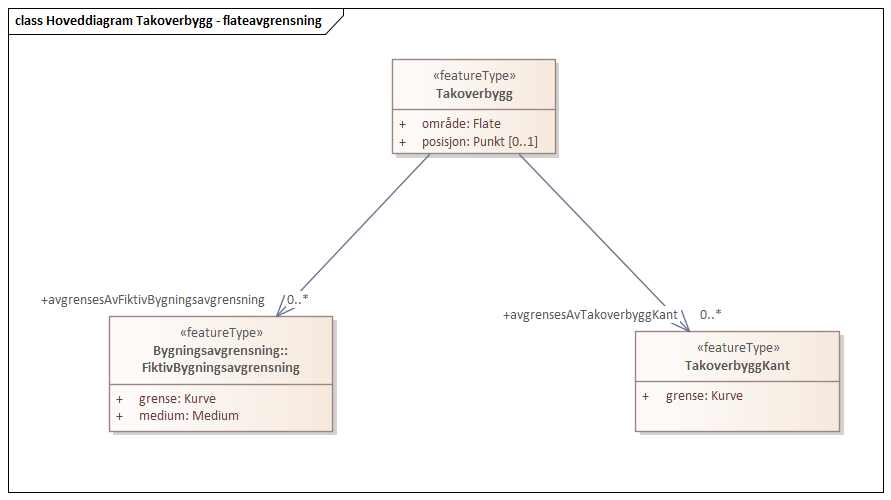 class Hoveddiagram Takoverbygg - flateavgrensning
«featureType»
Takoverbygg
+ område: Flate
+ posisjon: Punkt [0..1]
+avgrensesAvFiktivBygningsavgrensning 0..*
+avgrensesAvTakoverbyggKant 0..*
«featureType»
Bygningsavgrensning::
FiktivBygningsavgrensning
+ grense: Kurve
+ medium: Medium
«featureType»
TakoverbyggKant
+ grense: Kurve